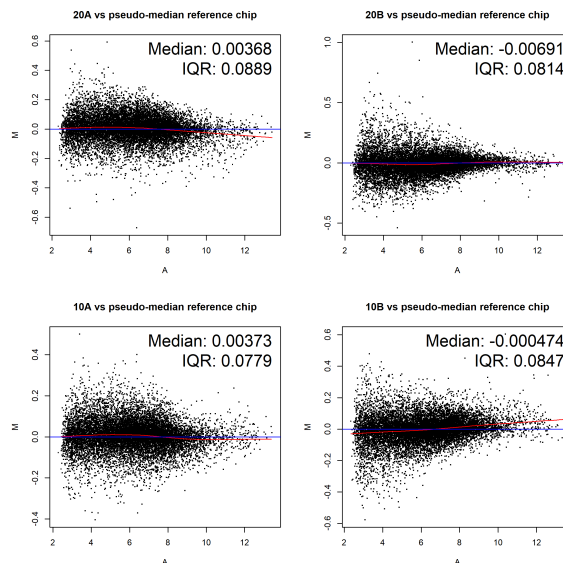 20A vs pseudo-median reference chip
Median: 0.00368
IQR: 0.0889
0.6
0.4
0.2
0.0
-0.2
-0.4
-0.6
M
2 4 6 8 10 12
A
20B vs pseudo-median reference chip
Median: -0.00691
IQR: 0.0814
1.0
0.5
0.0
-0.5
M
2 4 6 8 10 12
A
10A vs pseudo-median reference chip
Median: 0.00373
IQR: 0.0779
0.4
0.2
0.0
-0.2
-0.4
M
2 4 6 8 10 12
A
10B vs pseudo-median reference chip
Median: -0.000474
IQR: 0.0847
0.6
0.4
0.2
0.0
-0.2
-0.4
-0.6
M
2 4 6 8 10 12
A